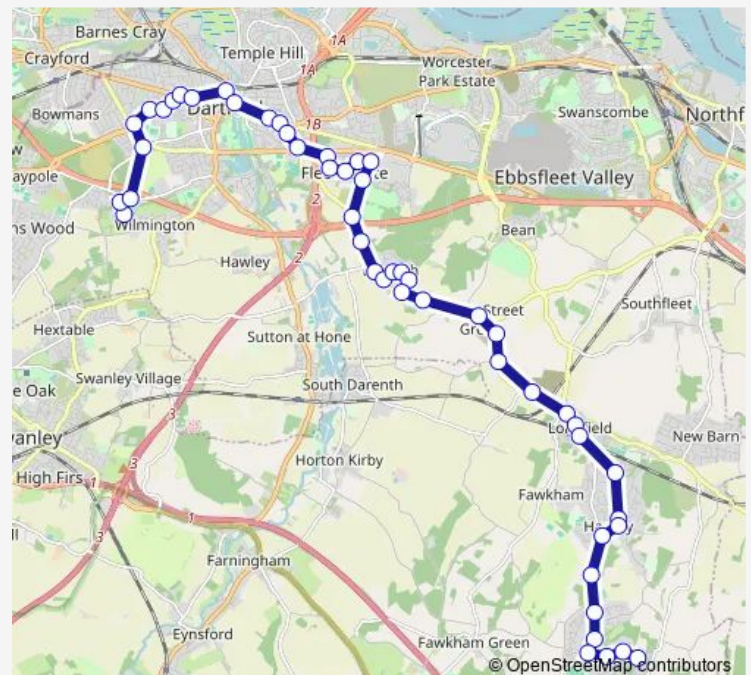 Barnes Cray
Crayford
Temple Hill
1A
1A
Worcester
Park Estate
Bowmans
Swanscombe
Northf
1B
Ebbsfleet Valley
2
ns Wood
Wilmington
Bean
Hawley
2
Southfleet
Hextable
Street
Sutton at Hone
Swanley Village
e Oak
South Darenth
3
New Barn
Horton Kirby
3
High Firs
1
Fawkham
1
3
Farningham
Eynsford
Fawkham Green
© OpenStreetMap contributors